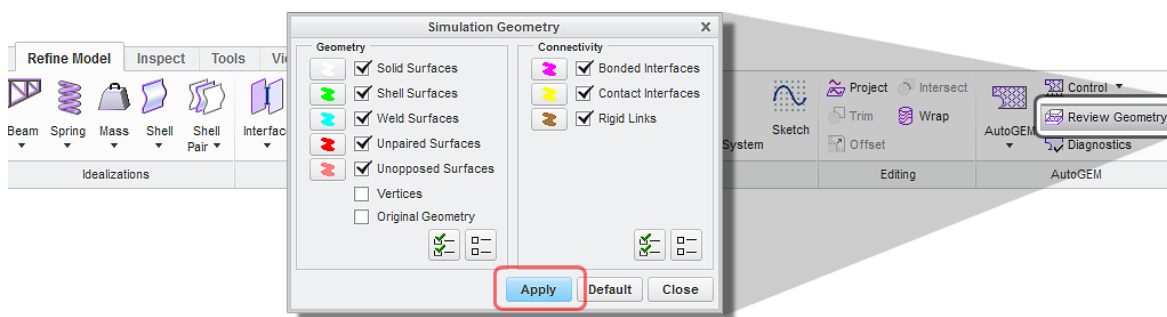 Simulation Geometry
X
Refine Model Inspect Tools Vi
Geometry
Solid Surfaces
Shell Surfaces
Weld Surfaces
Unpaired Surfaces
Unopposed Surfaces
Vertices
Original Geometry
Connectivity
Bonded Interfaces
Contact Interfaces
Rigid Links
Apply Default Close
Beam Spring Mass Shell Shell Pair Interfac
Idealizations
System
Sketch
Project Intersect
Trim Wrap
Offset
Editing
AutoGEM
Control
Review Geometry
Diagnostics
AutoGEM